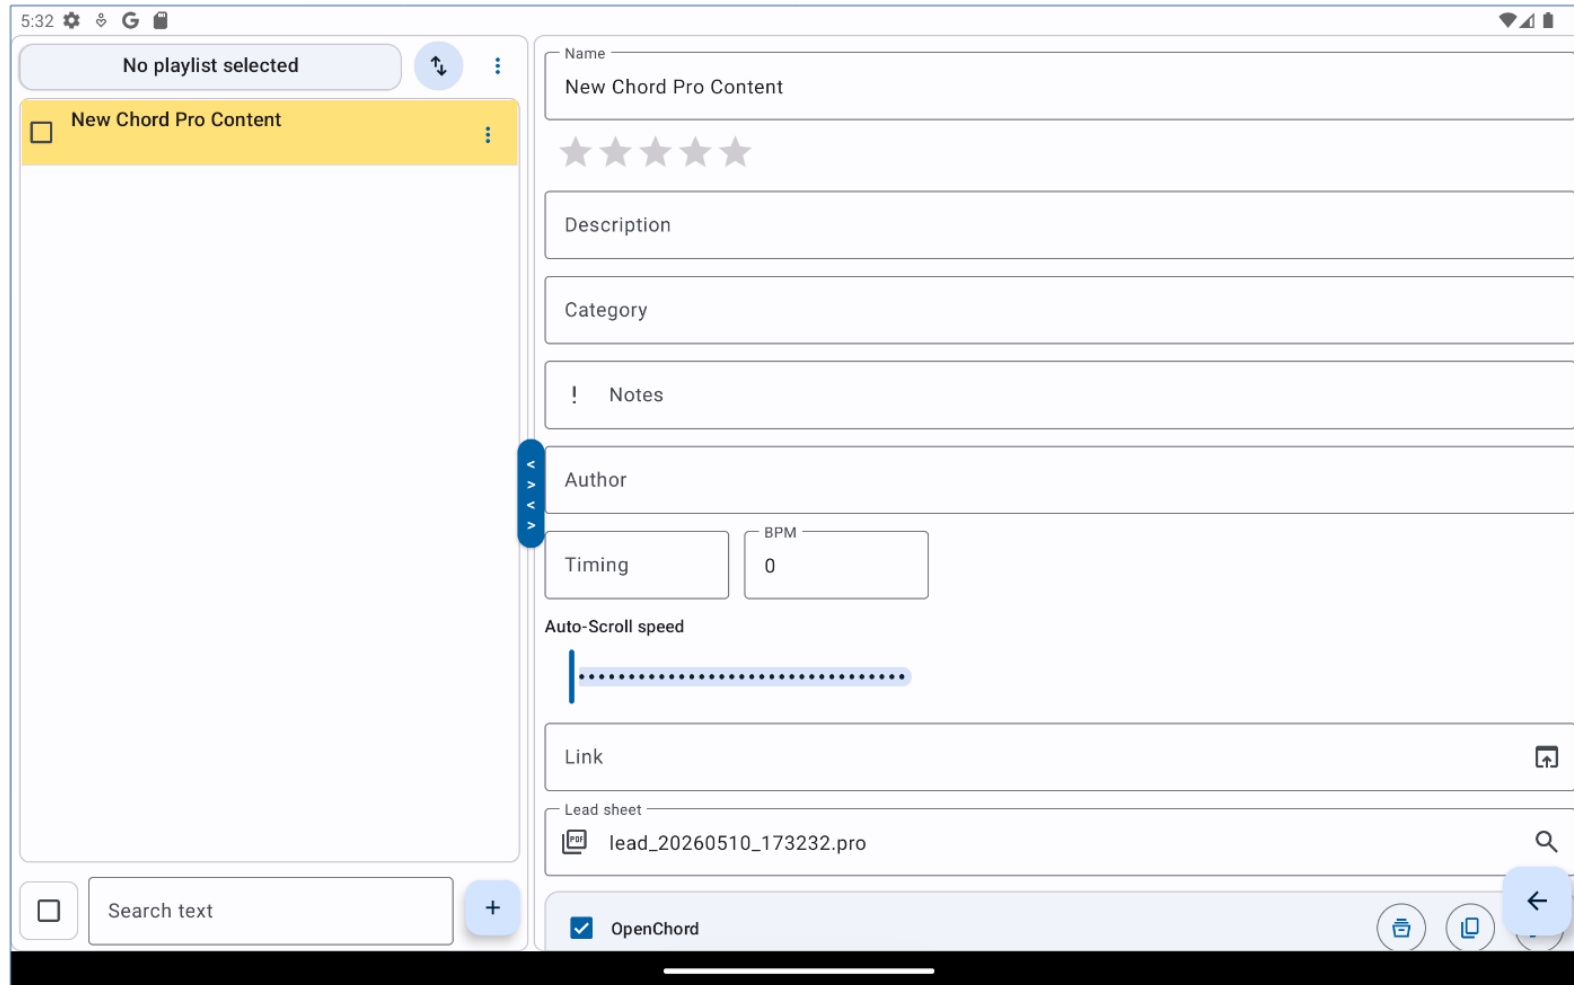 5:32
No playlist selected
New Chord Pro Content
Search text
Name
New Chord Pro Content
Description
Category
! Notes
Author
Timing
BPM
0
Auto-Scroll speed
Link
Lead sheet
PDF lead_20260510_173232.pro
OpenChord